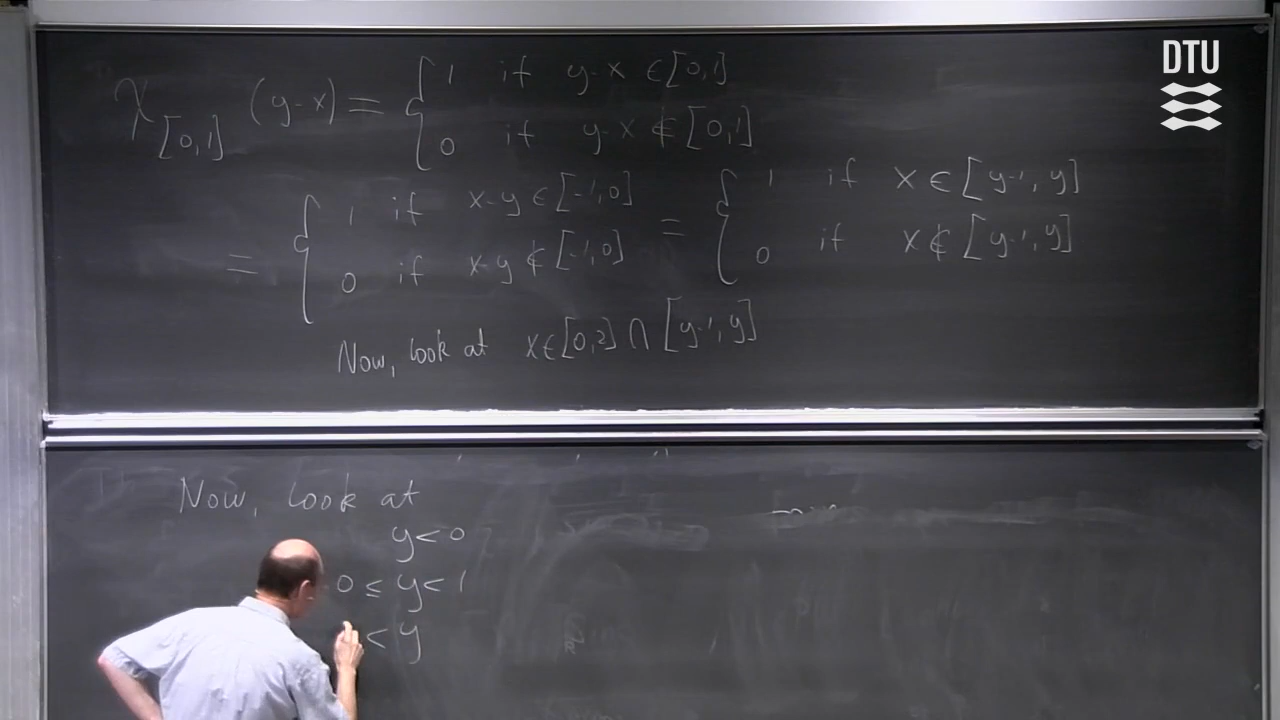 DTU
χ[0,1] (y-x) = { 1 if y-x ∈ [0,1]
0 if y-x ∉ [0,1]
= { 1 if x-y ∈ [-1,0] = { 1 if x ∈ [y-1, y]
0 if x-y ∉ [-1,0] 0 if x ∉ [y-1, y]
Now, look at x∈[0,2] ∩ [y-1, y]
Now, look at
y < 0
0 ≤ y < 1
< y